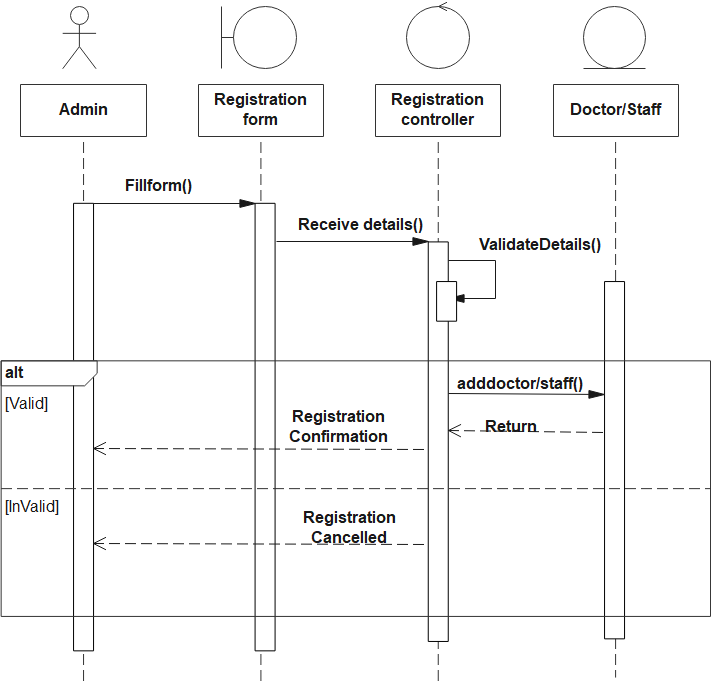 Admin
Registration
form
Registration
controller
Doctor/Staff
Fillform()
Receive details()
ValidateDetails()
alt
[Valid]
adddoctor/staff()
Registration
Confirmation
Return
[InValid]
Registration
Cancelled